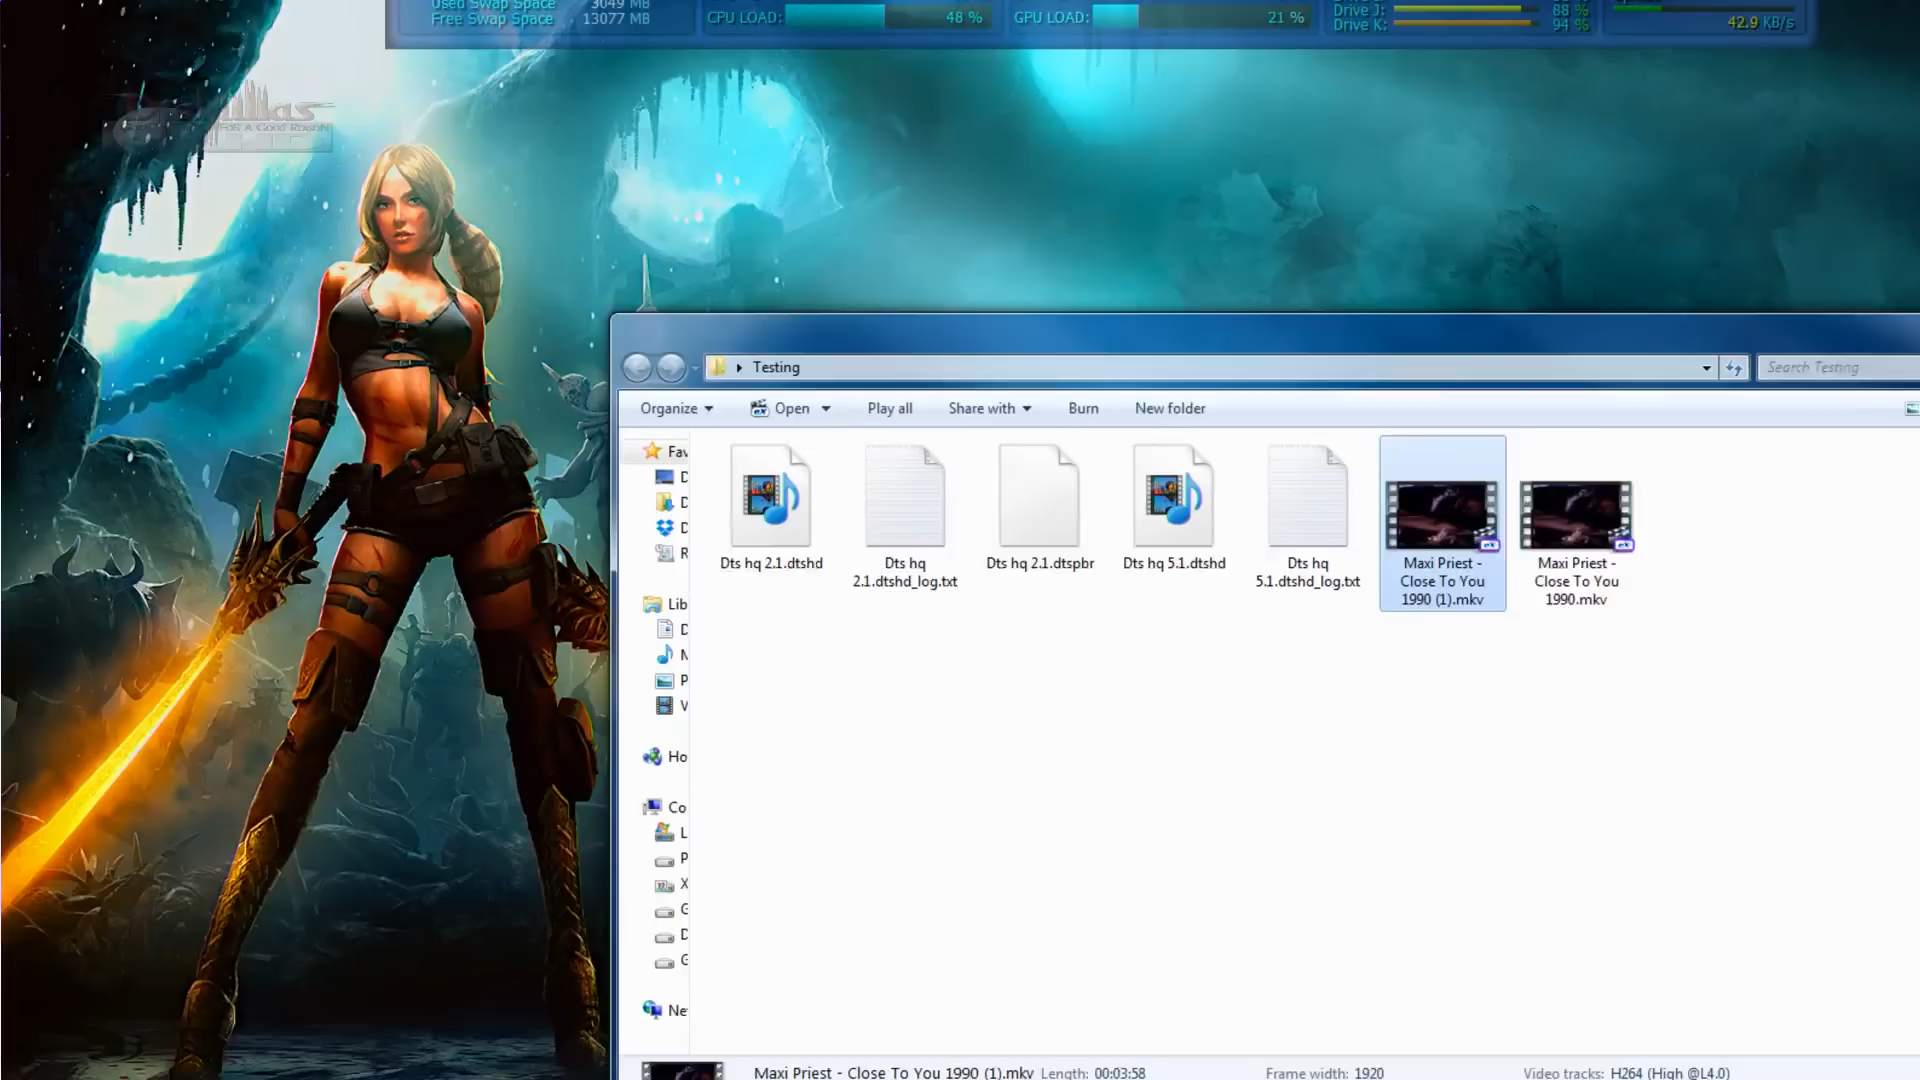 Used Swap Space 3049 MB
Free Swap Space 13077 MB
CPU LOAD: 48 %
GPU LOAD: 21 %
Drive J: 88 %
Drive K: 94 %
42.9 KB/s
For A Good Reason
Testing
Search Testing
Organize
Open
Play all
Share with
Burn
New folder
Fav
D
D
D
R
Lib
D
M
P
V
Ho
Co
L
P
X
G
D
G
Ne
Dts hq 2.1.dtshd
Dts hq
2.1.dtshd_log.txt
Dts hq 2.1.dtspbr
Dts hq 5.1.dtshd
Dts hq
5.1.dtshd_log.txt
Maxi Priest -
Close To You
1990 (1).mkv
Maxi Priest -
Close To You
1990.mkv
Maxi Priest - Close To You 1990 (1).mkv
Length: 00:03:58
Frame width: 1920
Video tracks: H264 (High @L4.0)